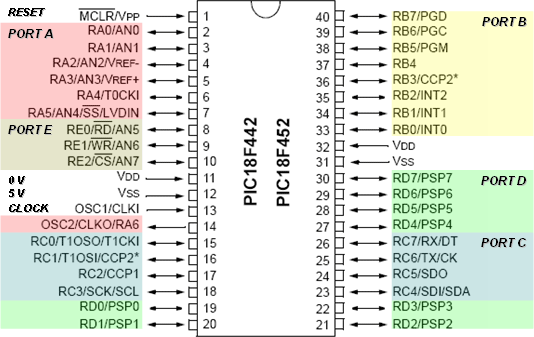 RESET MCLR/VPP 1 40 RB7/PGD PORT B
PORT A RA0/AN0 2 39 RB6/PGC
RA1/AN1 3 38 RB5/PGM
RA2/AN2/VREF- 4 37 RB4
RA3/AN3/VREF+ 5 36 RB3/CCP2*
RA4/T0CKI 6 35 RB2/INT2
RA5/AN4/SS/LVDIN 7 34 RB1/INT1
PORT E RE0/RD/AN5 8 33 RB0/INT0
RE1/WR/AN6 9 32 VDD
RE2/CS/AN7 10 31 VSS
0 V VDD 11 30 RD7/PSP7 PORT D
5 V VSS 12 29 RD6/PSP6
CLOCK OSC1/CLKI 13 28 RD5/PSP5
OSC2/CLKO/RA6 14 27 RD4/PSP4
RC0/T1OSO/T1CKI 15 26 RC7/RX/DT PORT C
RC1/T1OSI/CCP2* 16 25 RC6/TX/CK
RC2/CCP1 17 24 RC5/SDO
RC3/SCK/SCL 18 23 RC4/SDI/SDA
RD0/PSP0 19 22 RD3/PSP3
RD1/PSP1 20 21 RD2/PSP2
PIC18F442
PIC18F452